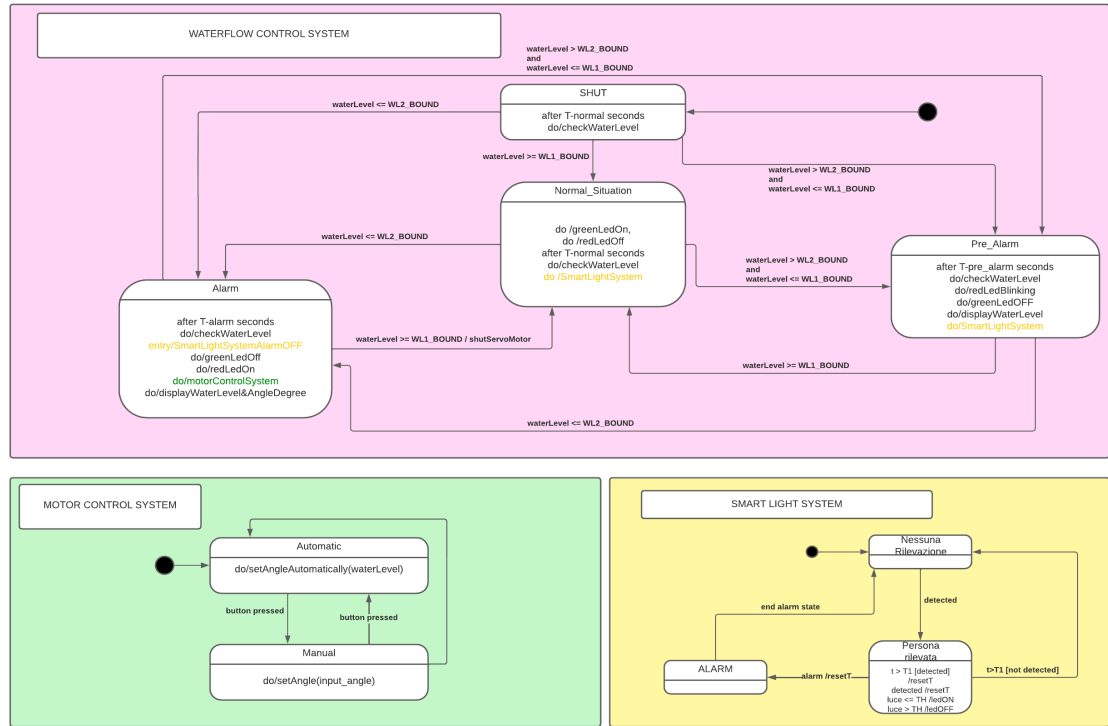 WATERFLOW CONTROL SYSTEM
waterLevel > WL2_BOUND
and
waterLevel <= WL1_BOUND
SHUT
after T-normal seconds
do/checkWaterLevel
waterLevel <= WL2_BOUND
waterLevel >= WL1_BOUND
waterLevel > WL2_BOUND
and
waterLevel <= WL1_BOUND
Normal_Situation
do /greenLedOn,
do /redLedOff
after T-normal seconds
do/checkWaterLevel
do /SmartLightSystem
waterLevel <= WL2_BOUND
waterLevel > WL2_BOUND
and
waterLevel <= WL1_BOUND
Pre_Alarm
after T-pre_alarm seconds
do/checkWaterLevel
do/redLedBlinking
do/greenLedOFF
do/displayWaterLevel
do/SmartLightSystem
Alarm
after T-alarm seconds
do/checkWaterLevel
entry/SmartLightSystemAlarmOFF
do/greenLedOff
do/redLedOn
do/motorControlSystem
do/displayWaterLevel&AngleDegree
waterLevel >= WL1_BOUND / shutServoMotor
waterLevel >= WL1_BOUND
waterLevel <= WL2_BOUND
MOTOR CONTROL SYSTEM
Automatic
do/setAngleAutomatically(waterLevel)
button pressed
button pressed
Manual
do/setAngle(input_angle)
SMART LIGHT SYSTEM
Nessuna
Rilevazione
detected
end alarm state
Persona
rilevata
t > T1 [detected]
/resetT
detected /resetT
luce <= TH /ledON
luce > TH /ledOFF
ALARM
alarm /resetT
t>T1 [not detected]